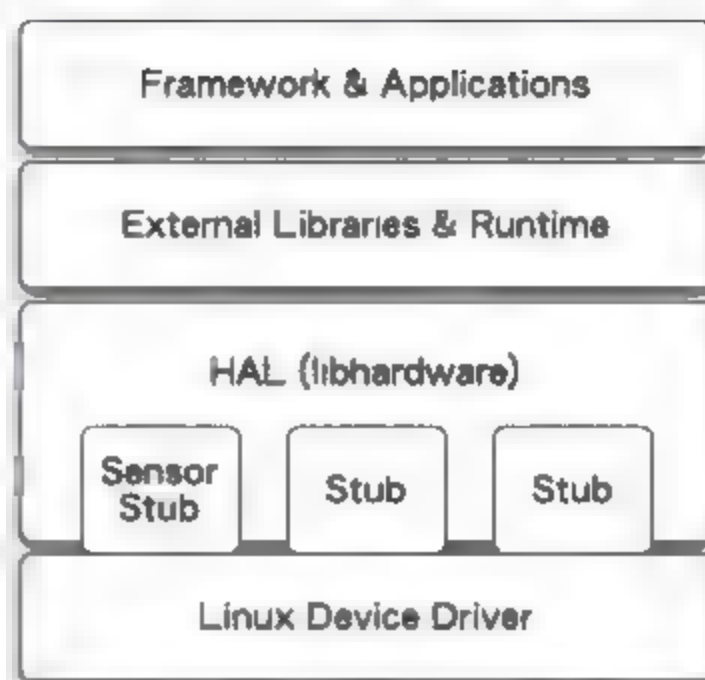 Framework & Applications
External Libraries & Runtime
HAL (libhardware)
Sensor
Stub
Stub
Stub
Linux Device Driver